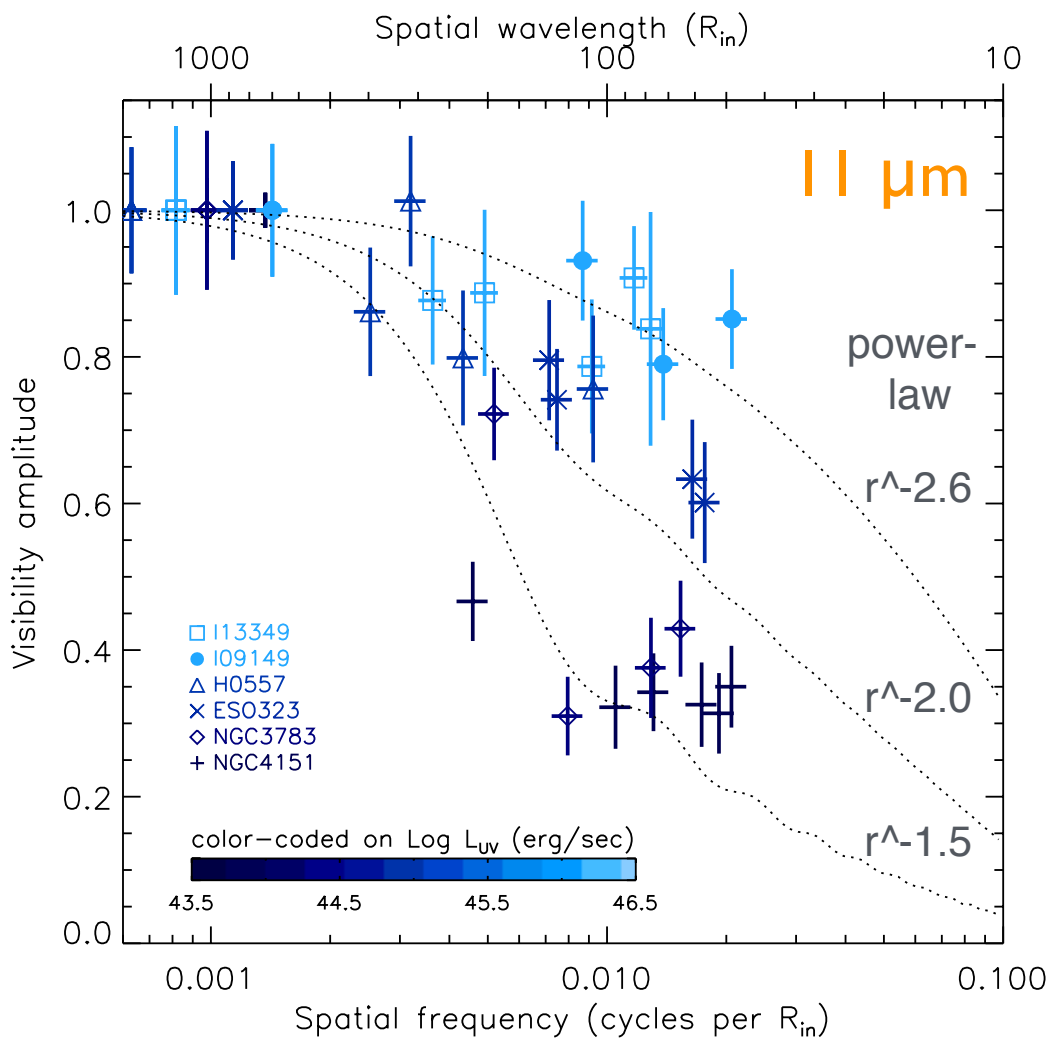 Spatial wavelength (R_in)
1000 100 10
11 μm
1.0
0.8
0.6
0.4
0.2
0.0
Visibility amplitude
power-
law
r^-2.6
r^-2.0
r^-1.5
I13349
I09149
H0557
ESO323
NGC3783
NGC4151
color-coded on Log L_UV (erg/sec)
43.5 44.5 45.5 46.5
0.001 0.010 0.100
Spatial frequency (cycles per R_in)